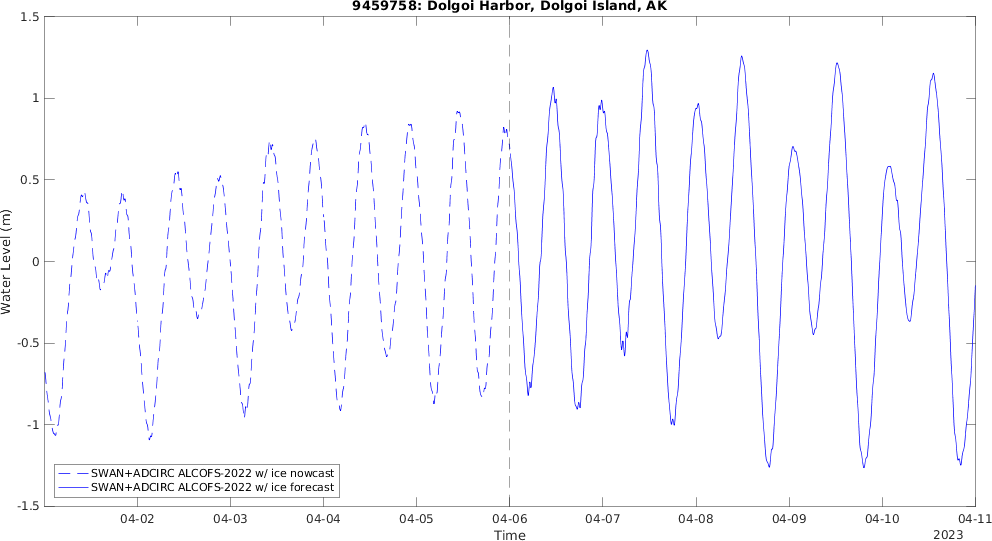 9459758: Dolgoi Harbor, Dolgoi Island, AK
1.5
1
0.5
0
-0.5
-1
-1.5
Water Level (m)
SWAN+ADCIRC ALCOFS-2022 w/ ice nowcast
SWAN+ADCIRC ALCOFS-2022 w/ ice forecast
04-02 04-03 04-04 04-05 04-06 04-07 04-08 04-09 04-10 04-11
Time
2023